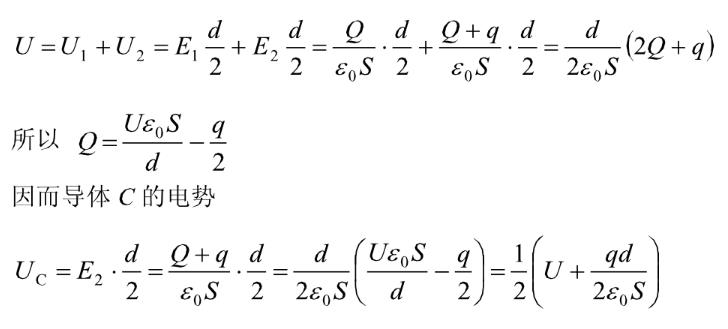 U = U₁ + U₂ = E₁ d/2 + E₂ d/2 = Q/(ε₀S) · d/2 + (Q + q)/(ε₀S) · d/2 = d/(2ε₀S) (2Q + q)
所以 Q = Uε₀S/d − q/2
因而导体 C 的电势
U_C = E₂ · d/2 = (Q + q)/(ε₀S) · d/2 = d/(2ε₀S) (Uε₀S/d − q/2) = 1/2 (U + qd/(2ε₀S))